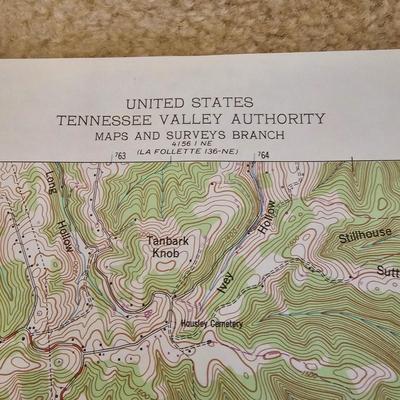 UNITED STATES
TENNESSEE VALLEY AUTHORITY
MAPS AND SURVEYS BRANCH
4156 I NE
(LA FOLLETTE 136-NE)
763
764
Long
Hollow
Tanbark
Knob
Ivey
Hollow
Stillhouse
Sutt
Housley Cemetery